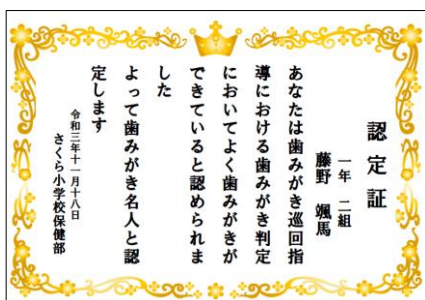 認定証
一年 二組
藤野 颯馬
あなたは歯みがき巡回指
導における歯みがき判定
においてよく歯みがきが
できていると認められま
した
よって歯みがき名人と認
定します
令和三年十一月十八日
さくら小学校保健部